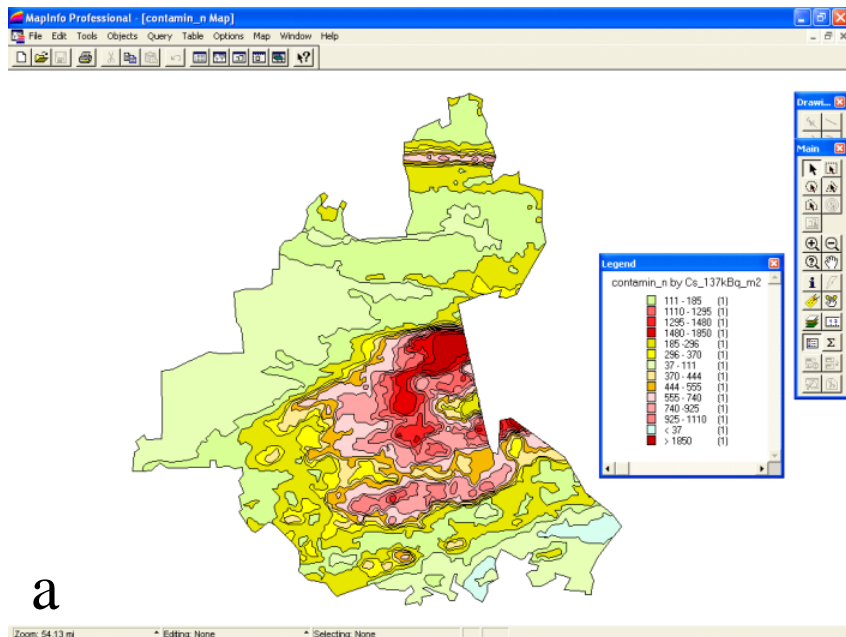 MapInfo Professional - [contamin_n Map]
File Edit Tools Objects Query Table Options Map Window Help
Drawi...
Main
Legend
contamin_n by Cs_137kBq_m2
111 - 185 (1)
1110 - 1295 (1)
1295 - 1480 (1)
1480 - 1850 (1)
185 -296 (1)
296 - 370 (1)
37 - 111 (1)
370 - 444 (1)
444 - 555 (1)
555 - 740 (1)
740 -925 (1)
925 - 1110 (1)
< 37 (1)
> 1850 (1)
a
Zoom: 54.13 mi Editing: None Selecting: None